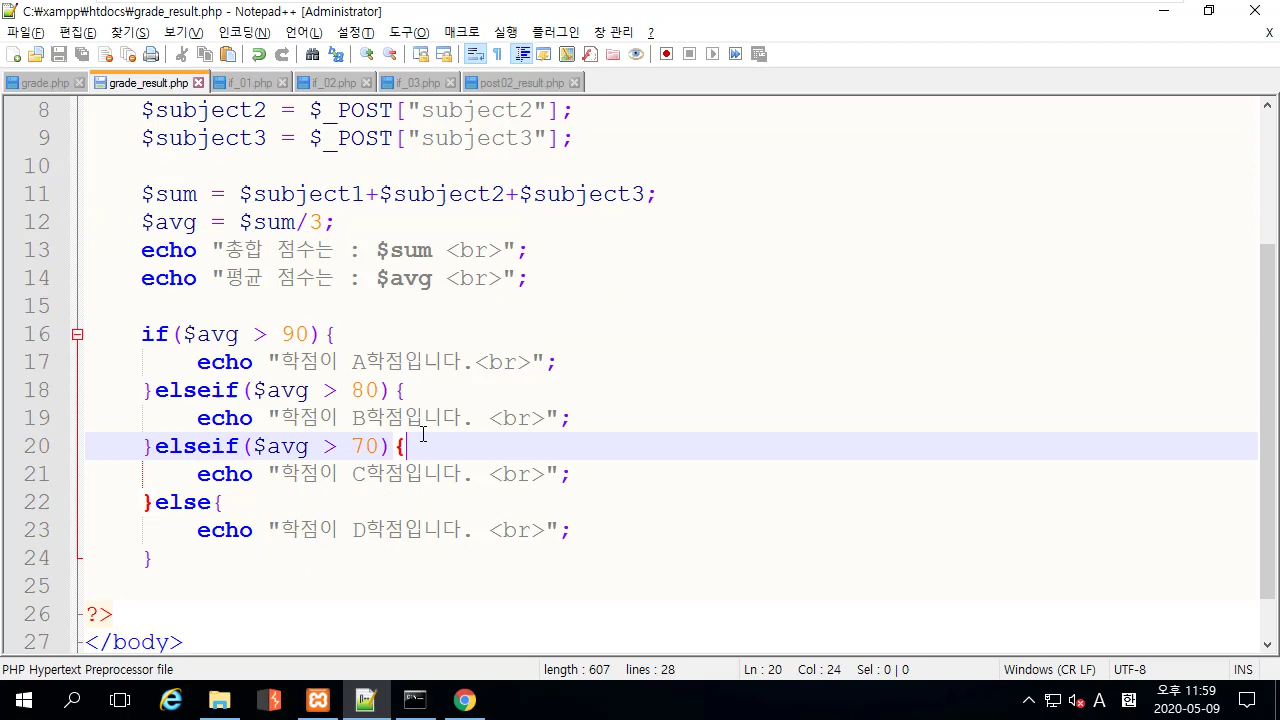 C:₩xampp₩htdocs₩grade_result.php - Notepad++ [Administrator]
파일(F) 편집(E) 찾기(S) 보기(V) 인코딩(N) 언어(L) 설정(T) 도구(O) 매크로 실행 플러그인 창 관리 ? X
grade.php grade_result.php if_01.php if_02.php if_03.php post02_result.php
8 $subject2 = $_POST["subject2"];
9 $subject3 = $_POST["subject3"];
10
11 $sum = $subject1+$subject2+$subject3;
12 $avg = $sum/3;
13 echo "총합 점수는 : $sum <br>";
14 echo "평균 점수는 : $avg <br>";
15
16 if($avg > 90){
17 echo "학점이 A학점입니다.<br>";
18 }elseif($avg > 80){
19 echo "학점이 B학점입니다. <br>";
20 }elseif($avg > 70){
21 echo "학점이 C학점입니다. <br>";
22 }else{
23 echo "학점이 D학점입니다. <br>";
24 }
25
26 ?>
27 </body>
PHP Hypertext Preprocessor file length : 607 lines : 28 Ln : 20 Col : 24 Sel : 0 | 0 Windows (CR LF) UTF-8 INS
A 한 오후 11:59
2020-05-09